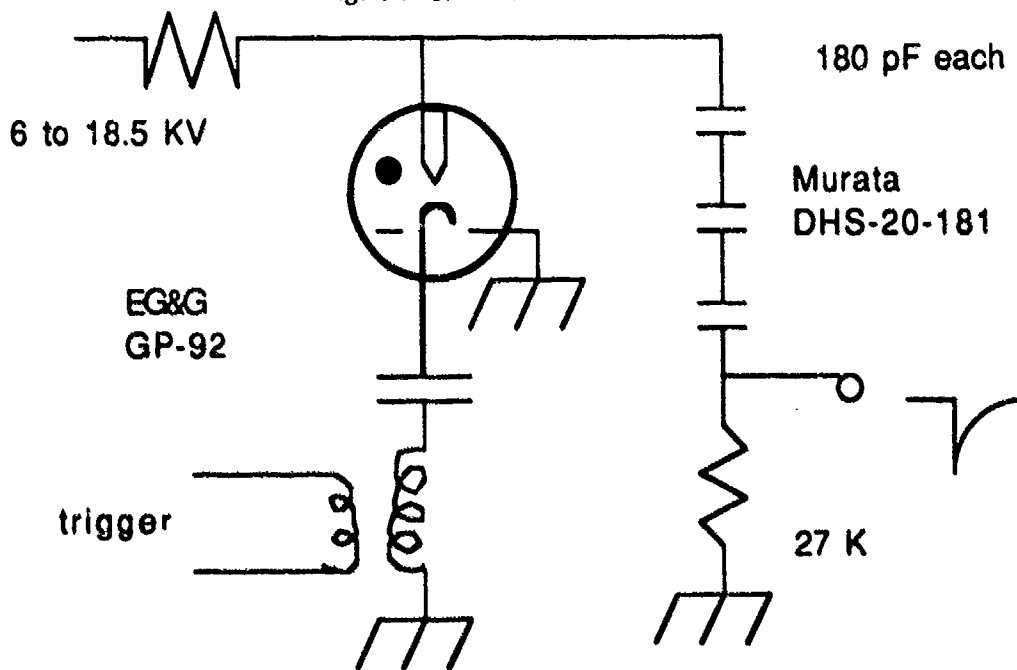 180 pF each
6 to 18.5 KV
Murata
DHS-20-181
EG&G
GP-92
trigger
27 K